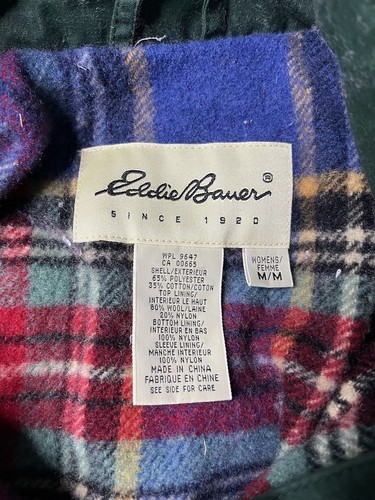 Eddie Bauer ®
SINCE 1920
WOMENS/
FEMME
M/M
WPL 9647
CA 00665
SHELL/EXTERIEUR
65% POLYESTER
35% COTTON/COTON
TOP LINING/
INTERIEUR LE HAUT
80% WOOL/LAINE
20% NYLON
BOTTOM LINING/
INTERIEUR EN BAS
100% NYLON
SLEEVE LINING/
MANCHE INTERIEUR
100% NYLON
MADE IN CHINA
FABRIQUE EN CHINE
SEE SIDE FOR CARE